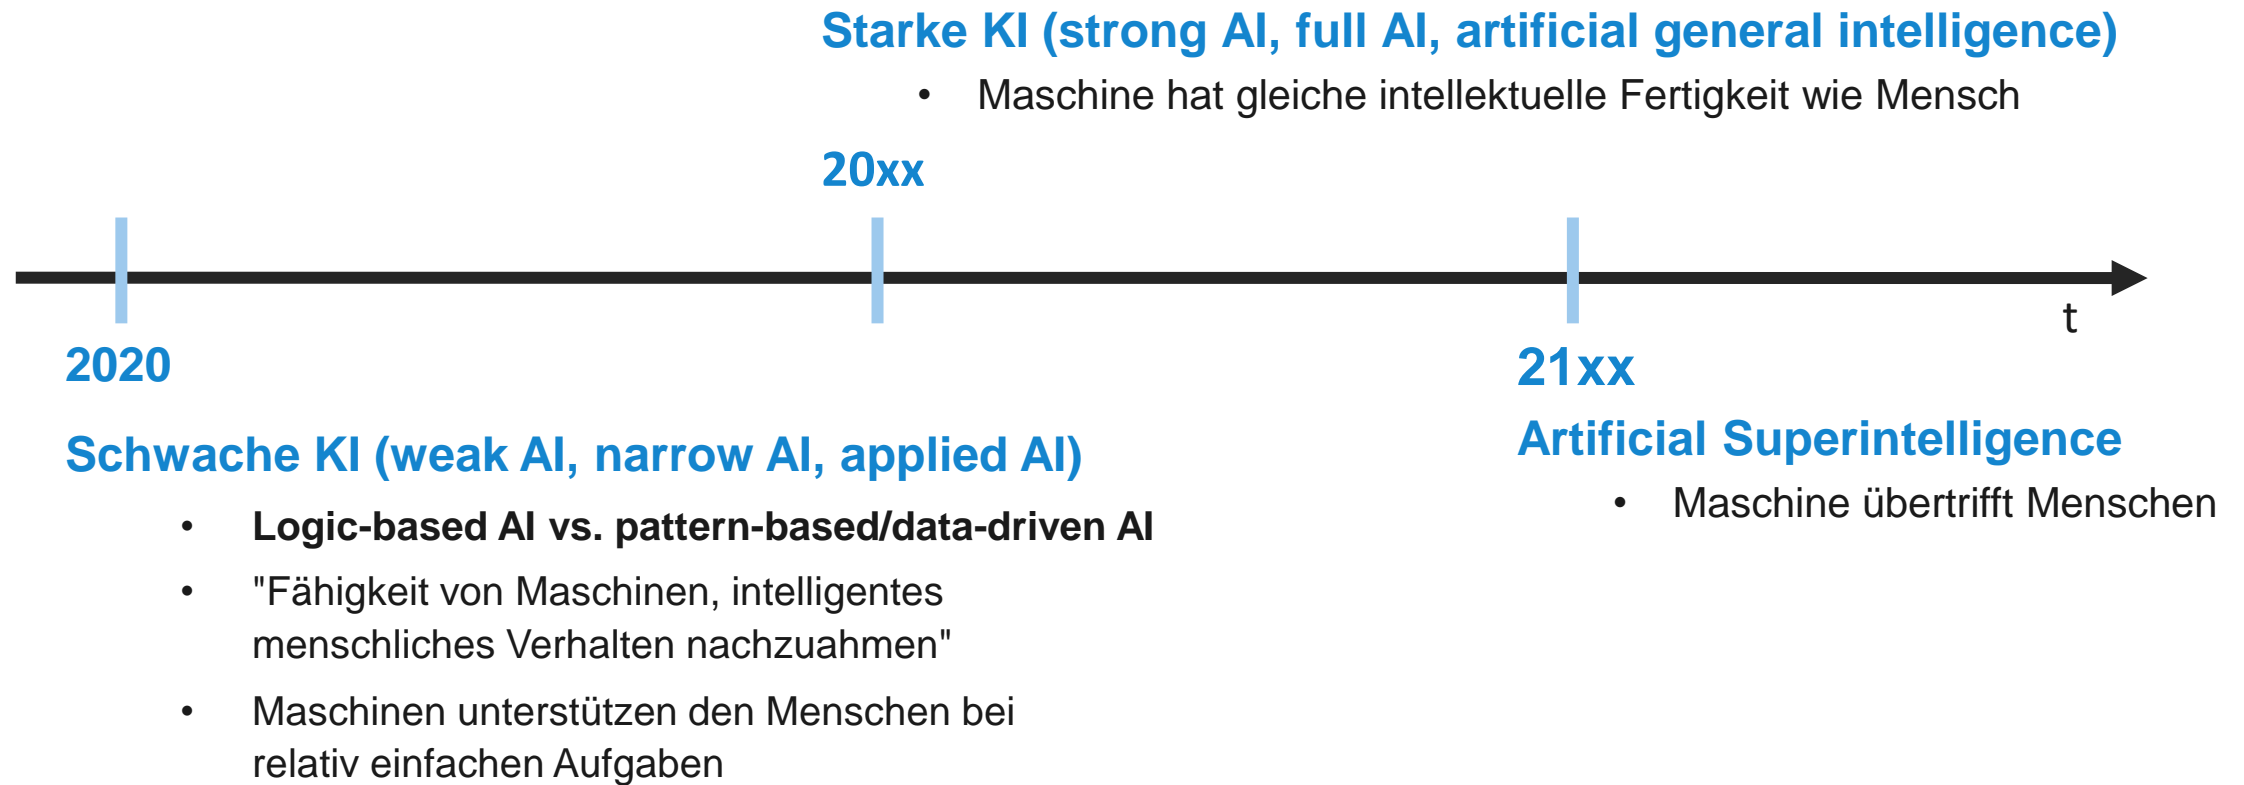 Starke KI (strong AI, full AI, artificial general intelligence)
• Maschine hat gleiche intellektuelle Fertigkeit wie Mensch
20xx
t
2020
Schwache KI (weak AI, narrow AI, applied AI)
• Logic-based AI vs. pattern-based/data-driven AI
• "Fähigkeit von Maschinen, intelligentes
menschliches Verhalten nachzuahmen"
• Maschinen unterstützen den Menschen bei
relativ einfachen Aufgaben
21xx
Artificial Superintelligence
• Maschine übertrifft Menschen